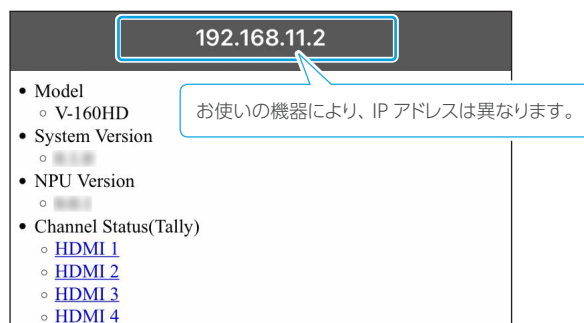 192.168.11.2
お使いの機器により、IP アドレスは異なります。
• Model
◦ V-160HD
• System Version
• NPU Version
• Channel Status(Tally)
◦ HDMI 1
◦ HDMI 2
◦ HDMI 3
◦ HDMI 4